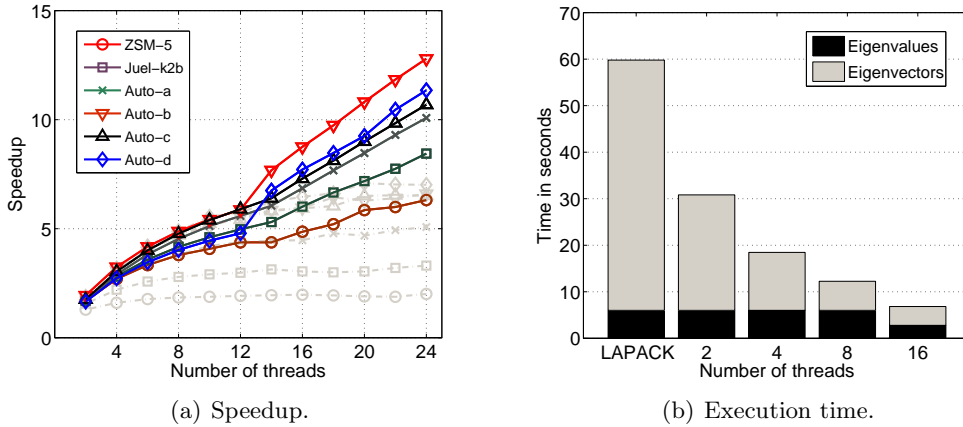 15
10
5
0
Speedup
ZSM−5
Juel−k2b
Auto−a
Auto−b
Auto−c
Auto−d
4 8 12 16 20 24
Number of threads
(a) Speedup.
70
60
50
40
30
20
10
0
Time in seconds
Eigenvalues
Eigenvectors
LAPACK 2 4 8 16
Number of threads
(b) Execution time.